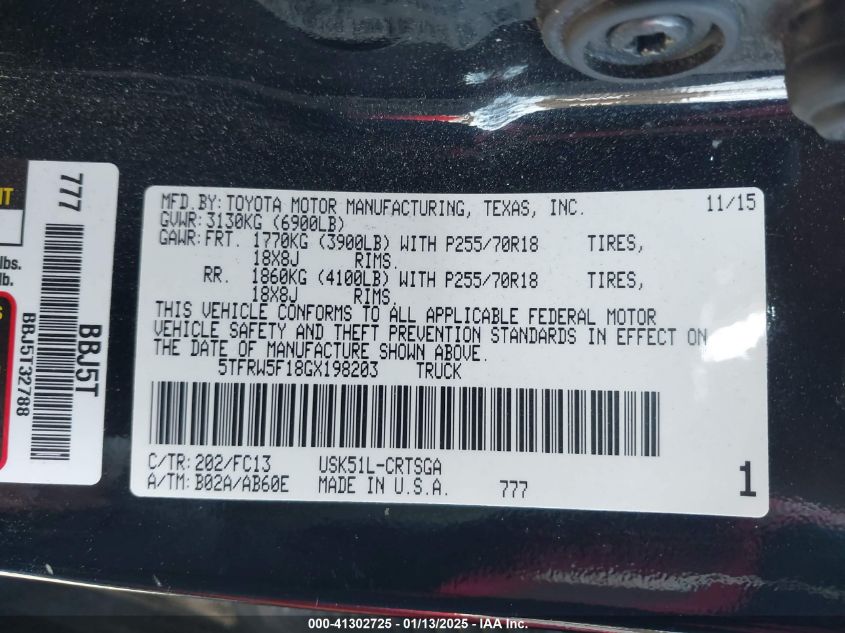 MFD.BY: TOYOTA MOTOR MANUFACTURING, TEXAS, INC. 11/15
GVWR: 3130KG (6900LB)
GAWR: FRT. 1770KG (3900LB) WITH P255/70R18 TIRES,
18X8J RIMS.
RR. 1860KG (4100LB) WITH P255/70R18 TIRES,
18X8J RIMS.
THIS VEHICLE CONFORMS TO ALL APPLICABLE FEDERAL MOTOR
VEHICLE SAFETY AND THEFT PREVENTION STANDARDS IN EFFECT ON
THE DATE OF MANUFACTURE SHOWN ABOVE.
5TFRW5F18GX198203 TRUCK
C/TR: 202/FC13 USK51L-CRTSGA
A/TM: B02A/AB60E MADE IN U.S.A. 777
1
777
BBJ5T
BBJ5T32788
lbs.
lb.
000-41302725 - 01/13/2025 - IAA Inc.